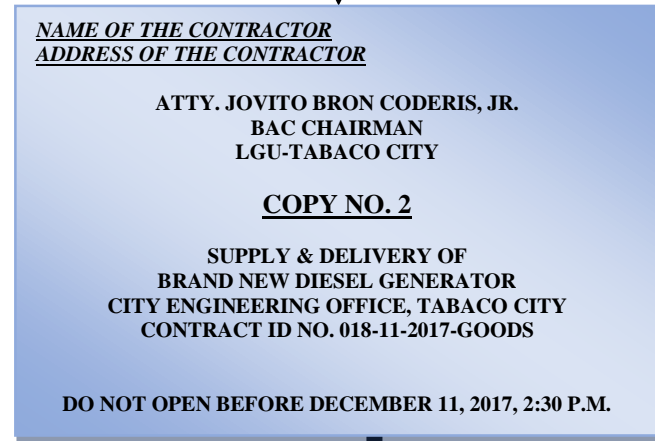 NAME OF THE CONTRACTOR
ADDRESS OF THE CONTRACTOR
ATTY. JOVITO BRON CODERIS, JR.
BAC CHAIRMAN
LGU-TABACO CITY
COPY NO. 2
SUPPLY & DELIVERY OF
BRAND NEW DIESEL GENERATOR
CITY ENGINEERING OFFICE, TABACO CITY
CONTRACT ID NO. 018-11-2017-GOODS
DO NOT OPEN BEFORE DECEMBER 11, 2017, 2:30 P.M.